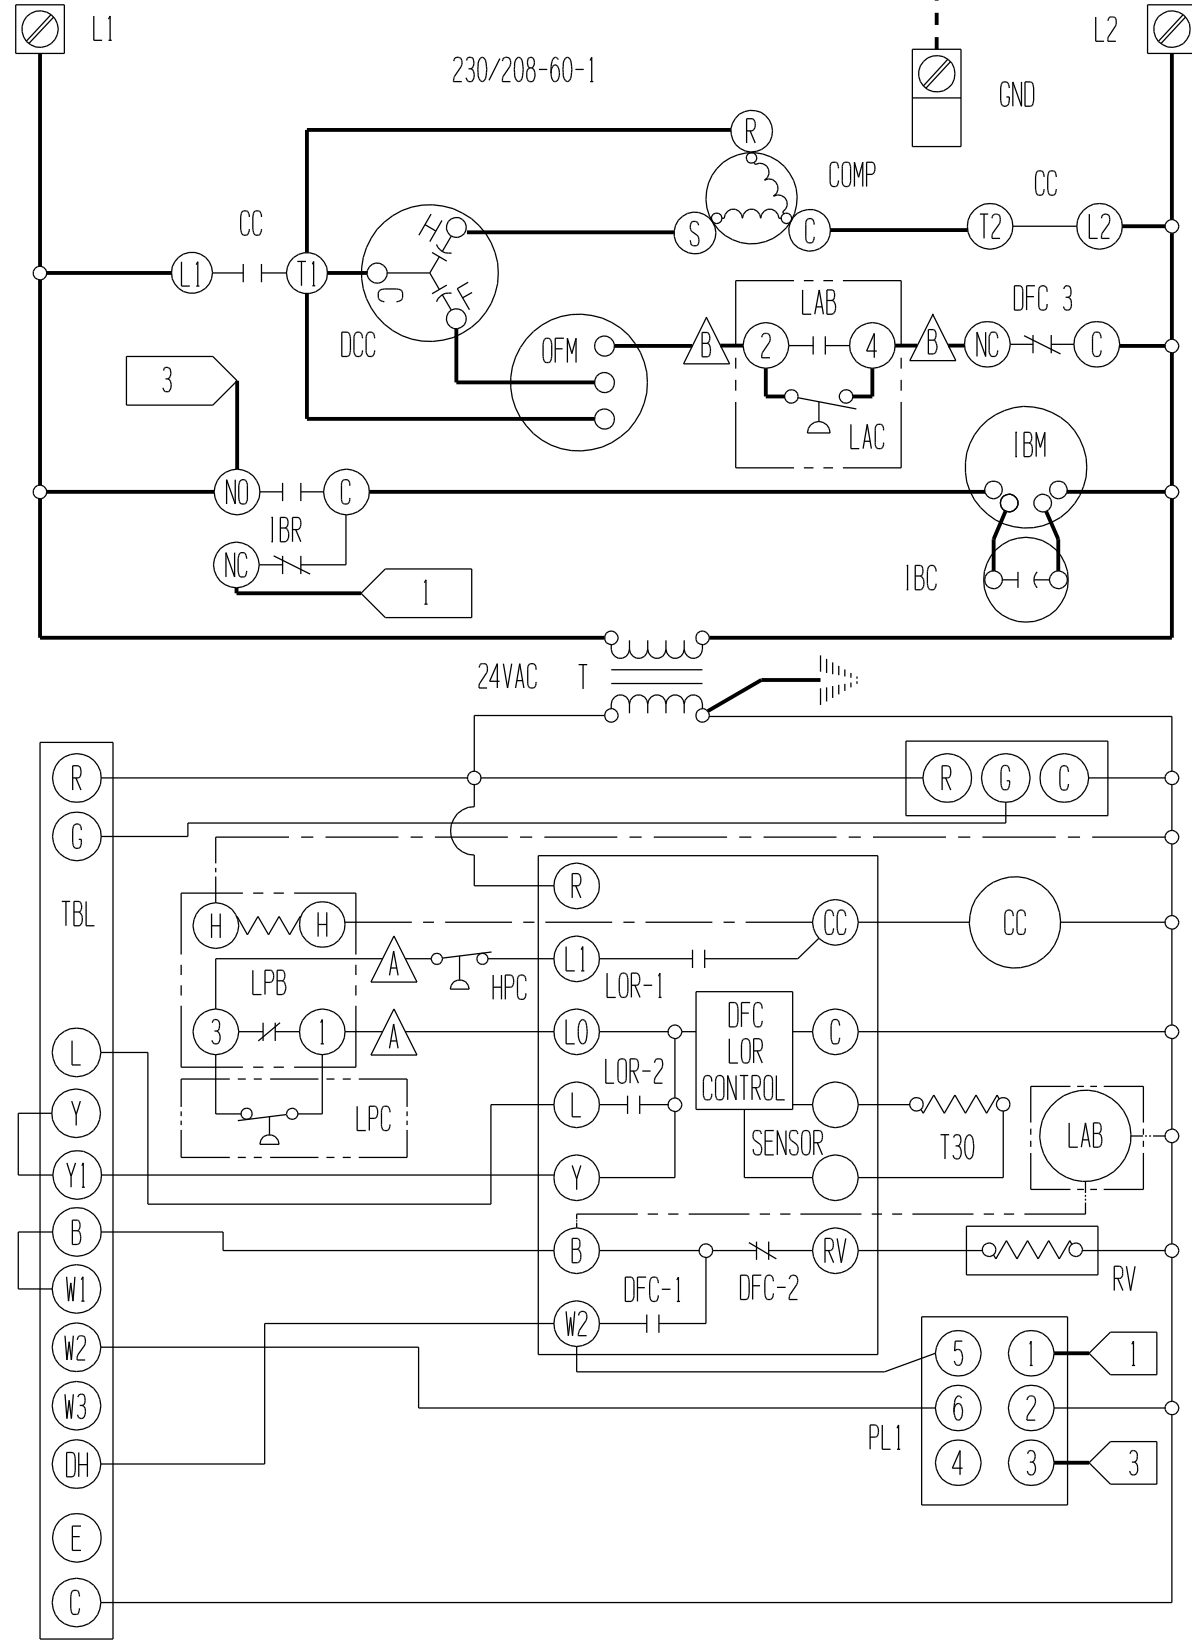 L1
L2
230/208-60-1
GND
R
COMP
CC
CC
H
S
C
T2
L2
L1
T1
C
F
DCC
LAB
DFC 3
OFM
B
2
4
B
NC
C
3
LAC
IBM
NO
C
IBR
NC
1
IBC
24VAC T
R
R G C
G
TBL
R
H H
CC
CC
A
L1
LPB
HPC
LOR-1
3
1
A
LO
DFC
LOR
CONTROL
C
L
LOR-2
Y
LPC
L
SENSOR
T30
LAB
Y1
Y
B
B
RV
DFC-1
DFC-2
RV
W1
W2
W2
5 1
1
W3
6 2
PL1
DH
4 3
3
E
C